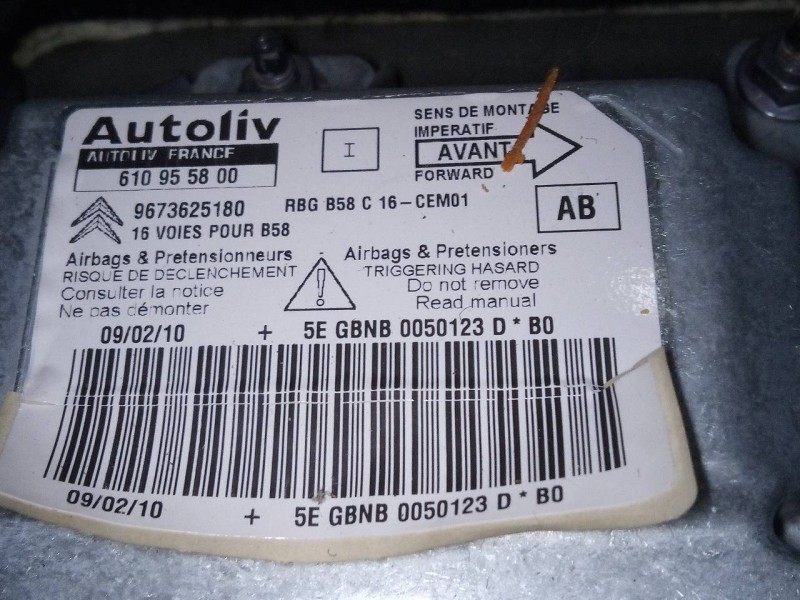 Autoliv
AUTOLIV FRANCE
610 95 58 00
I
SENS DE MONTAGE
IMPERATIF
AVANT
FORWARD
9673625180 RBG B58 C 16-CEM01
16 VOIES POUR B58
AB
Airbags & Pretensionneurs
RISQUE DE DECLENCHEMENT
Consulter la notice
Ne pas démonter
!
Airbags & Pretensioners
TRIGGERING HASARD
Do not remove
Read manual
09/02/10 + 5E GBNB 0050123 D * B0
09/02/10 + 5E GBNB 0050123 D * B0